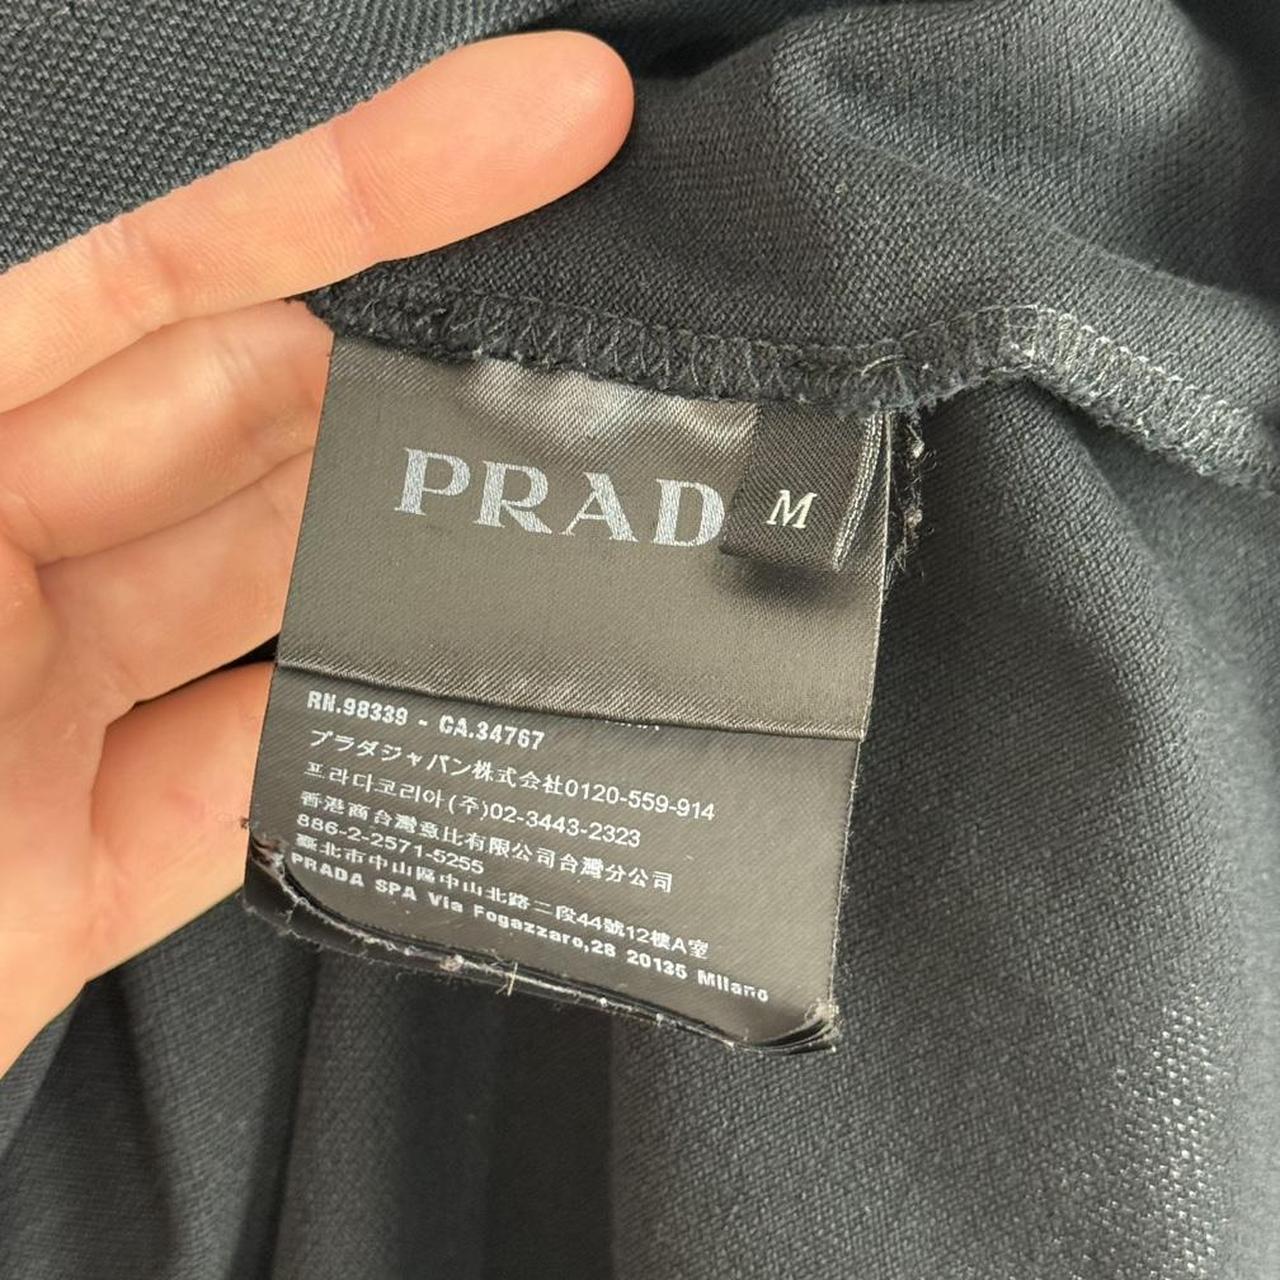 PRAD
M
RN.98339 - CA.34767
プラダジャパン株式会社0120-559-914
프라다코리아(주)02-3443-2323
香港商台灣意比有限公司台灣分公司
886-2-2571-5255
臺北市中山區中山北路二段44號12樓A室
PRADA SPA Via Fogazzaro,28 20135 Milano